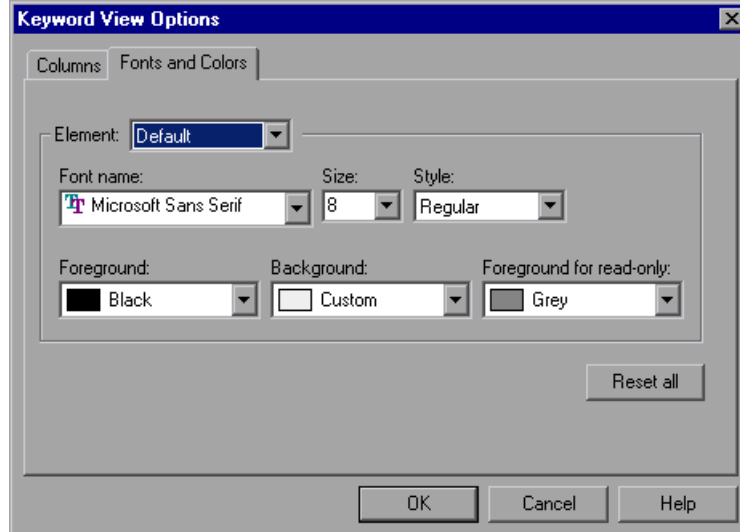 Keyword View Options
Columns Fonts and Colors
Element: Default
Font name: Size: Style:
Microsoft Sans Serif 8 Regular
Foreground: Background: Foreground for read-only:
Black Custom Grey
Reset all
OK Cancel Help